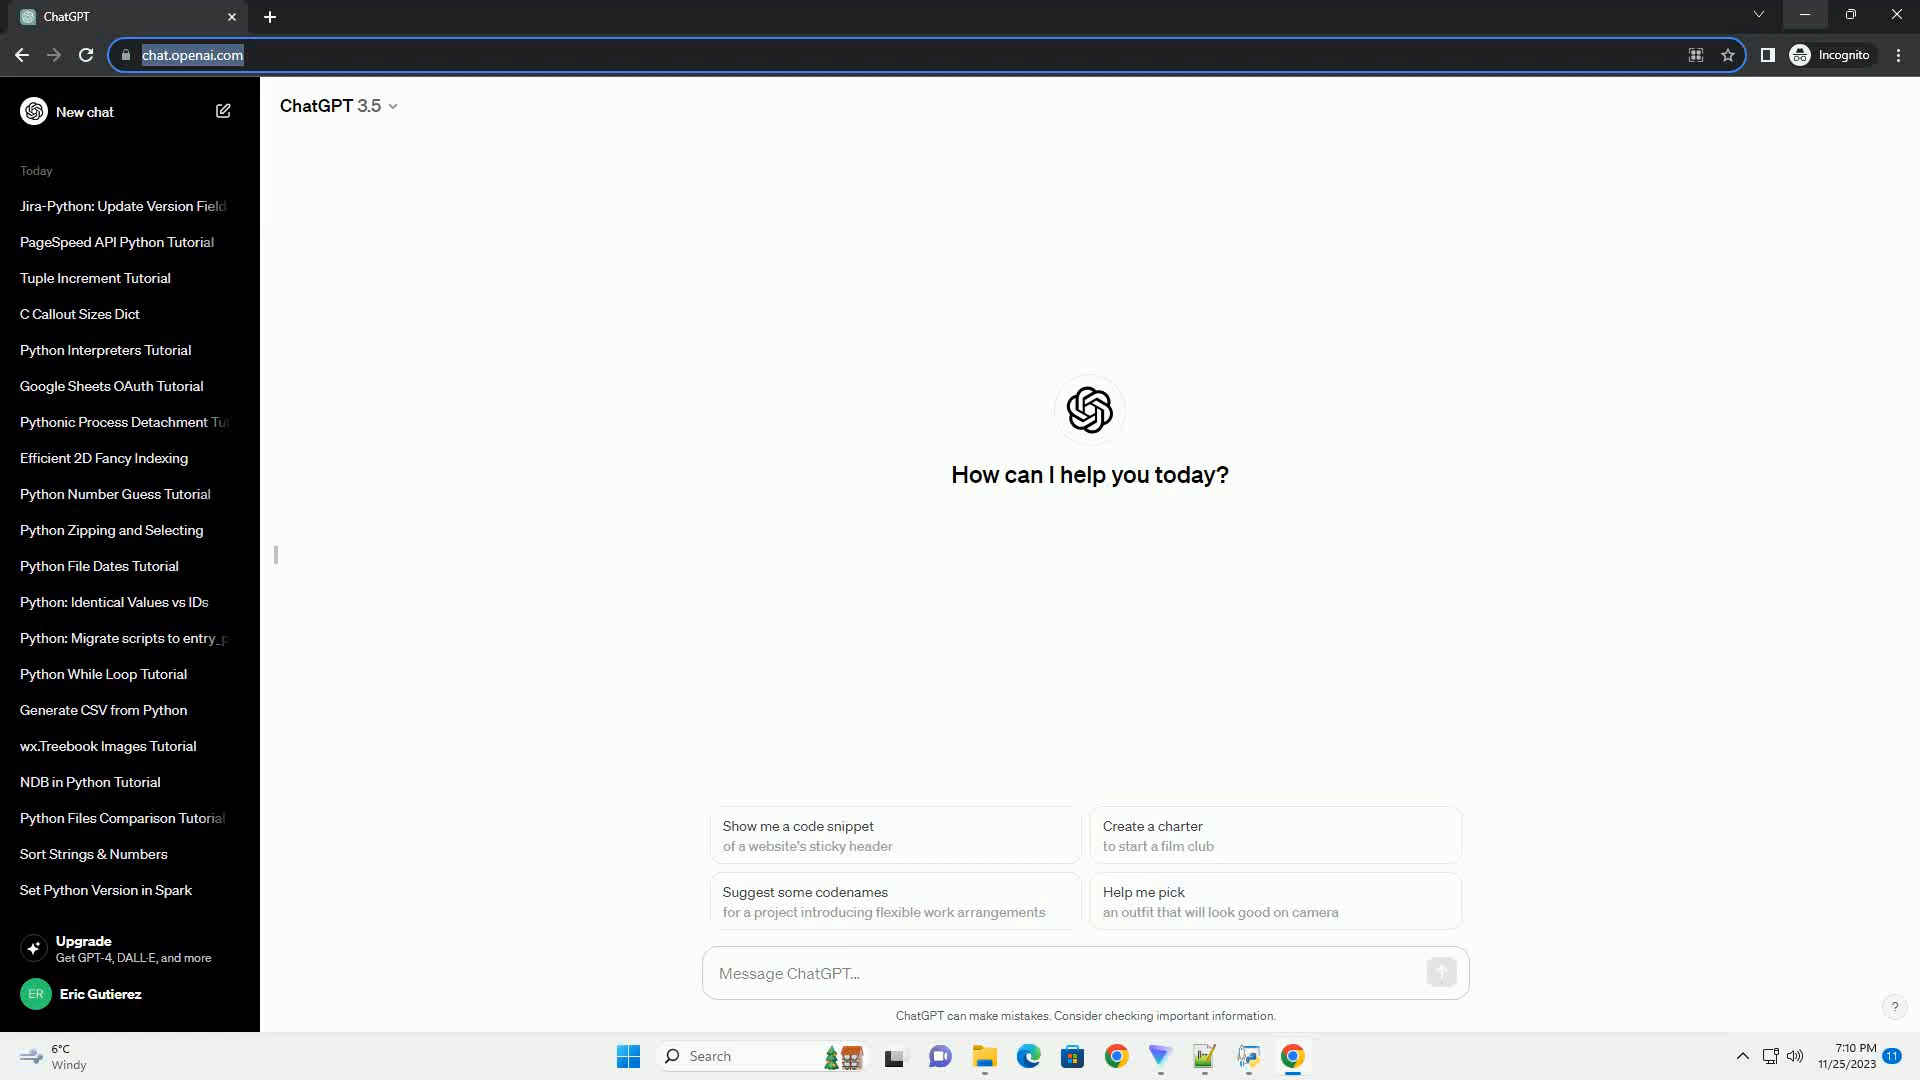 ChatGPT
chat.openai.com
Incognito
New chat
ChatGPT 3.5
Today
Jira-Python: Update Version Field
PageSpeed API Python Tutorial
Tuple Increment Tutorial
C Callout Sizes Dict
Python Interpreters Tutorial
Google Sheets OAuth Tutorial
Pythonic Process Detachment Tut
Efficient 2D Fancy Indexing
Python Number Guess Tutorial
Python Zipping and Selecting
Python File Dates Tutorial
Python: Identical Values vs IDs
Python: Migrate scripts to entry_p
Python While Loop Tutorial
Generate CSV from Python
wx.Treebook Images Tutorial
NDB in Python Tutorial
Python Files Comparison Tutorial
Sort Strings & Numbers
Set Python Version in Spark
Upgrade
Get GPT-4, DALL·E, and more
ER
Eric Gutierez
How can I help you today?
Show me a code snippet
of a website's sticky header
Create a charter
to start a film club
Suggest some codenames
for a project introducing flexible work arrangements
Help me pick
an outfit that will look good on camera
Message ChatGPT...
ChatGPT can make mistakes. Consider checking important information.
?
6°C
Windy
Search
7:10 PM
11/25/2023
11